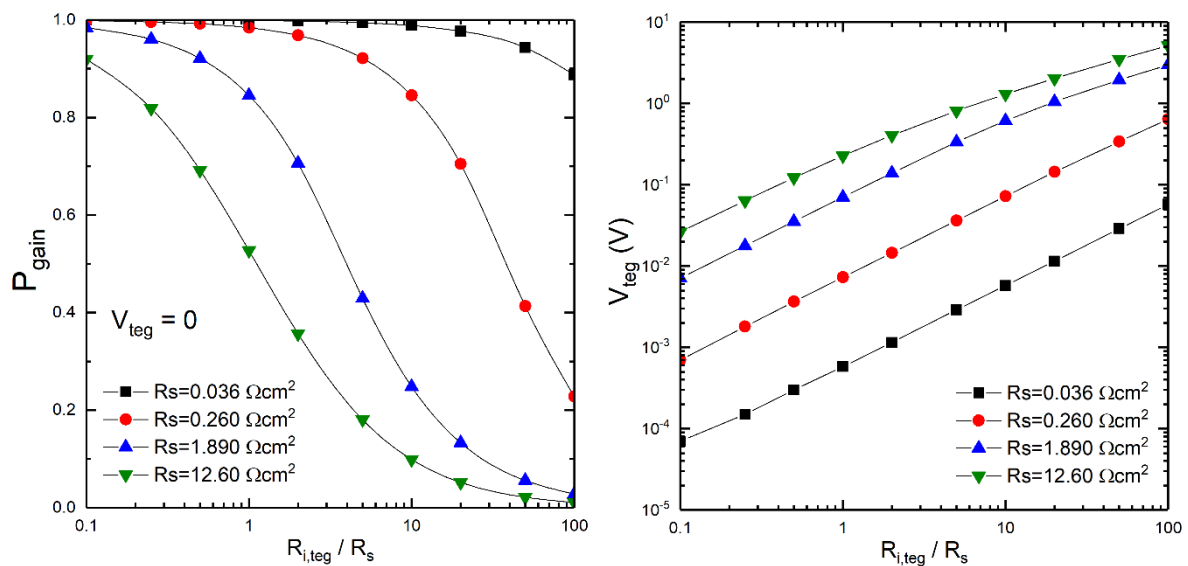 1.0
0.8
0.6
0.4
0.2
0.0
P_gain
V_teg = 0
Rs=0.036 Ωcm²
Rs=0.260 Ωcm²
Rs=1.890 Ωcm²
Rs=12.60 Ωcm²
0.1 1 10 100
R_i,teg / R_s
10¹
10⁰
10⁻¹
10⁻²
10⁻³
10⁻⁴
10⁻⁵
V_teg (V)
Rs=0.036 Ωcm²
Rs=0.260 Ωcm²
Rs=1.890 Ωcm²
Rs=12.60 Ωcm²
0.1 1 10 100
R_i,teg / R_s